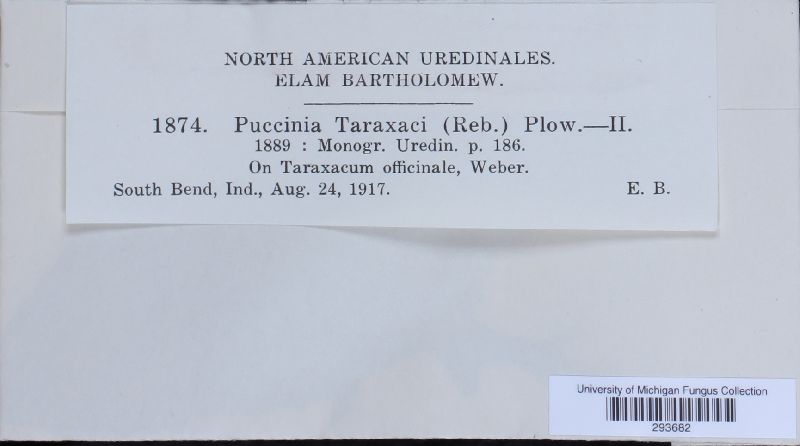 NORTH AMERICAN UREDINALES.
ELAM BARTHOLOMEW.
1874. Puccinia Taraxaci (Reb.) Plow.—II.
1889 : Monogr. Uredin. p. 186.
On Taraxacum officinale, Weber.
South Bend, Ind., Aug. 24, 1917. E. B.
University of Michigan Fungus Collection
293682